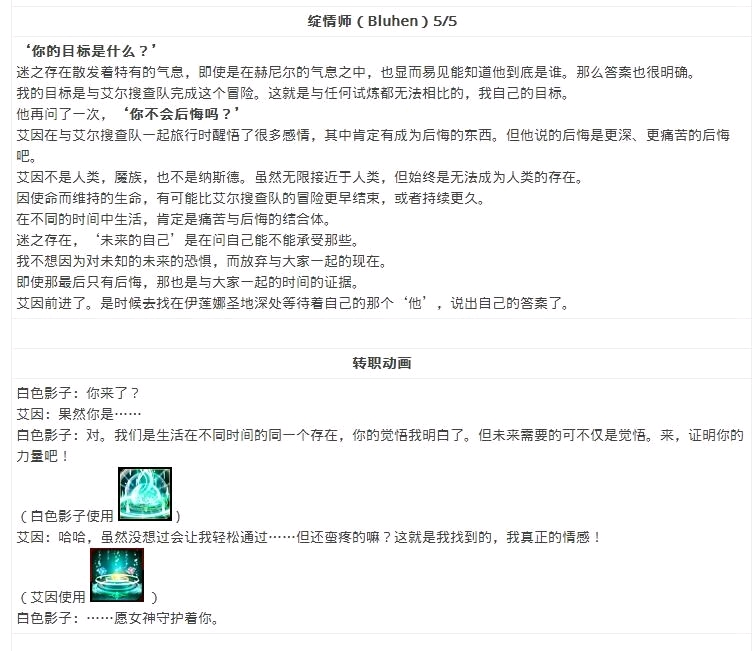 绽情师（Bluhen）5/5
‘你的目标是什么？’
迷之存在散发着特有的气息，即使是在赫尼尔的气息之中，也显而易见能知道他到底是谁。那么答案也很明确。
我的目标是与艾尔搜查队完成这个冒险。这就是与任何试炼都无法相比的，我自己的目标。
他再问了一次，‘你不会后悔吗？’
艾因在与艾尔搜查队一起旅行时醒悟了很多感情，其中肯定有成为后悔的东西。但他说的后悔是更深、更痛苦的后悔
吧。
艾因不是人类，魔族，也不是纳斯德。虽然无限接近于人类，但始终是无法成为人类的存在。
因使命而维持的生命，有可能比艾尔搜查队的冒险更早结束，或者持续更久。
在不同的时间中生活，肯定是痛苦与后悔的结合体。
迷之存在，‘未来的自己’是在问自己能不能承受那些。
我不想因为对未知的未来的恐惧，而放弃与大家一起的现在。
即使那最后只有后悔，那也是与大家一起的时间的证据。
艾因前进了。是时候去找在伊莲娜圣地深处等待着自己的那个‘他’，说出自己的答案了。
转职动画
白色影子：你来了？
艾因：果然你是……
白色影子：对。我们是生活在不同时间的同一个存在，你的觉悟我明白了。但未来需要的可不仅是觉悟。来，证明你的
力量吧！
（白色影子使用）
艾因：哈哈，虽然没想过会让我轻松通过……但还蛮疼的嘛？这就是我找到的，我真正的情感！
（艾因使用 ）
白色影子：……愿女神守护着你。